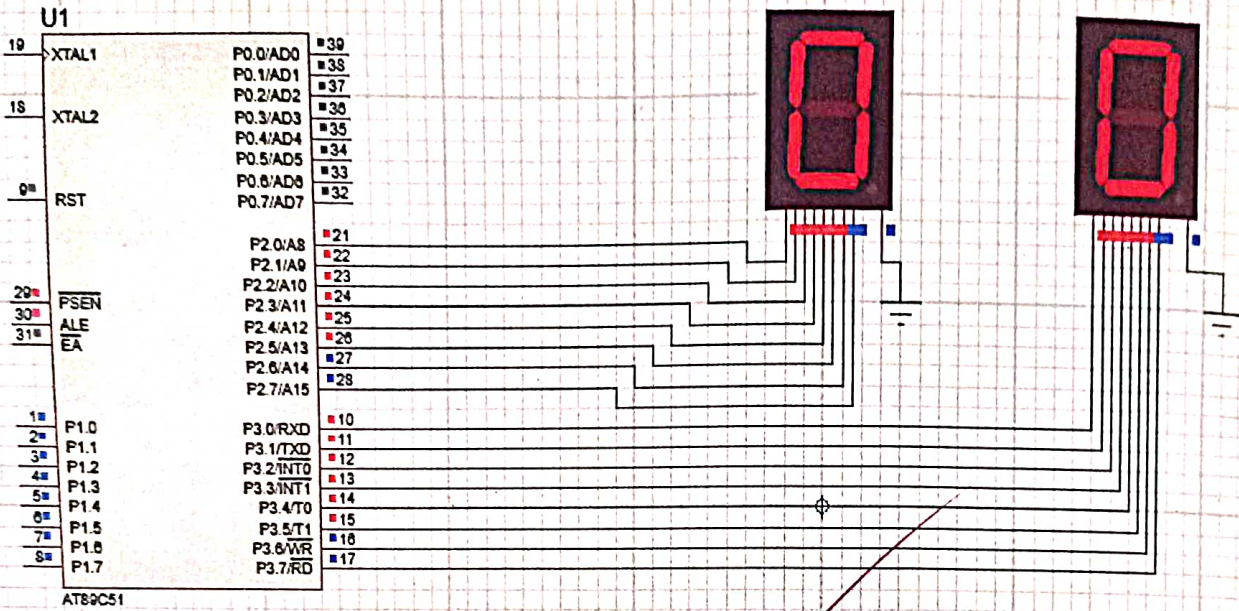 U1
19 XTAL1
18 XTAL2
9 RST
29 PSEN
30 ALE
31 EA
1 P1.0
2 P1.1
3 P1.2
4 P1.3
5 P1.4
6 P1.5
7 P1.6
8 P1.7
P0.0/AD0 39
P0.1/AD1 38
P0.2/AD2 37
P0.3/AD3 36
P0.4/AD4 35
P0.5/AD5 34
P0.6/AD6 33
P0.7/AD7 32
P2.0/A8 21
P2.1/A9 22
P2.2/A10 23
P2.3/A11 24
P2.4/A12 25
P2.5/A13 26
P2.6/A14 27
P2.7/A15 28
P3.0/RXD 10
P3.1/TXD 11
P3.2/INT0 12
P3.3/INT1 13
P3.4/T0 14
P3.5/T1 15
P3.6/WR 16
P3.7/RD 17
AT89C51
0 0